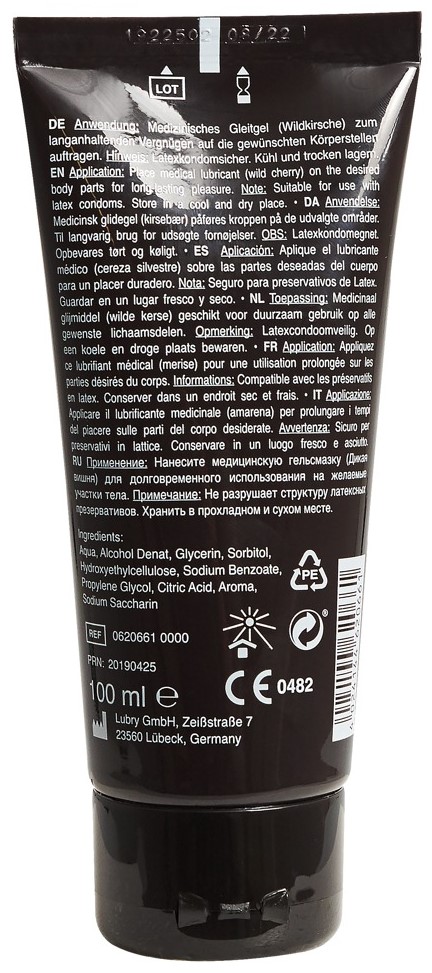 1922502 08/22
LOT
DE Anwendung: Medizinisches Gleitgel (Wildkirsche) zum
langanhaltenden Vergnügen auf die gewünschten Körperstellen
auftragen. Hinweis: Latexkondomsicher. Kühl und trocken lagern.
EN Application: Place medical lubricant (wild cherry) on the desired
body parts for long-lasting pleasure. Note: Suitable for use with
latex condoms. Store in a cool and dry place. • DA Anvendelse:
Medicinsk glidegel (kirsebær) påføres kroppen på de udvalgte områder.
Til langvarig brug for udsøgte fornøjelser. OBS: Latexkondomegnet.
Opbevares tørt og køligt. • ES Aplicación: Aplique el lubricante
médico (cereza silvestre) sobre las partes deseadas del cuerpo
para un placer duradero. Nota: Seguro para preservativos de Latex.
Guardar en un lugar fresco y seco. • NL Toepassing: Medicinaal
glijmiddel (wilde kerse) geschikt voor duurzaam gebruik op alle
gewenste lichaamsdelen. Opmerking: Latexcondoomveilig. Op
een koele en droge plaats bewaren. • FR Application: Appliquez
ce lubrifiant médical (merise) pour une utilisation prolongée sur les
parties désirés du corps. Informations: Compatible avec les préservatifs
en latex. Conserver dans un endroit sec et frais. • IT Applicazione:
Applicare il lubrificante medicinale (amarena) per prolungare i tempi
del piacere sulle parti del corpo desiderate. Avvertenza: Sicuro per
preservativi in lattice. Conservare in un luogo fresco e asciutto.
RU Применение: Нанесите медицинскую гельсмазку (Дикая
вишня) для долговременного использования на желаемые
участки тела. Примечание: Не разрушает структуру латексных
презервативов. Хранить в прохладном и сухом месте.
Ingredients:
Aqua, Alcohol Denat, Glycerin, Sorbitol,
Hydroxyethylcellulose, Sodium Benzoate,
Propylene Glycol, Citric Acid, Aroma,
Sodium Saccharin
PE
REF 0620661 0000
PRN: 20190425
100 ml ℮
CE 0482
Lubry GmbH, Zeißstraße 7
23560 Lübeck, Germany